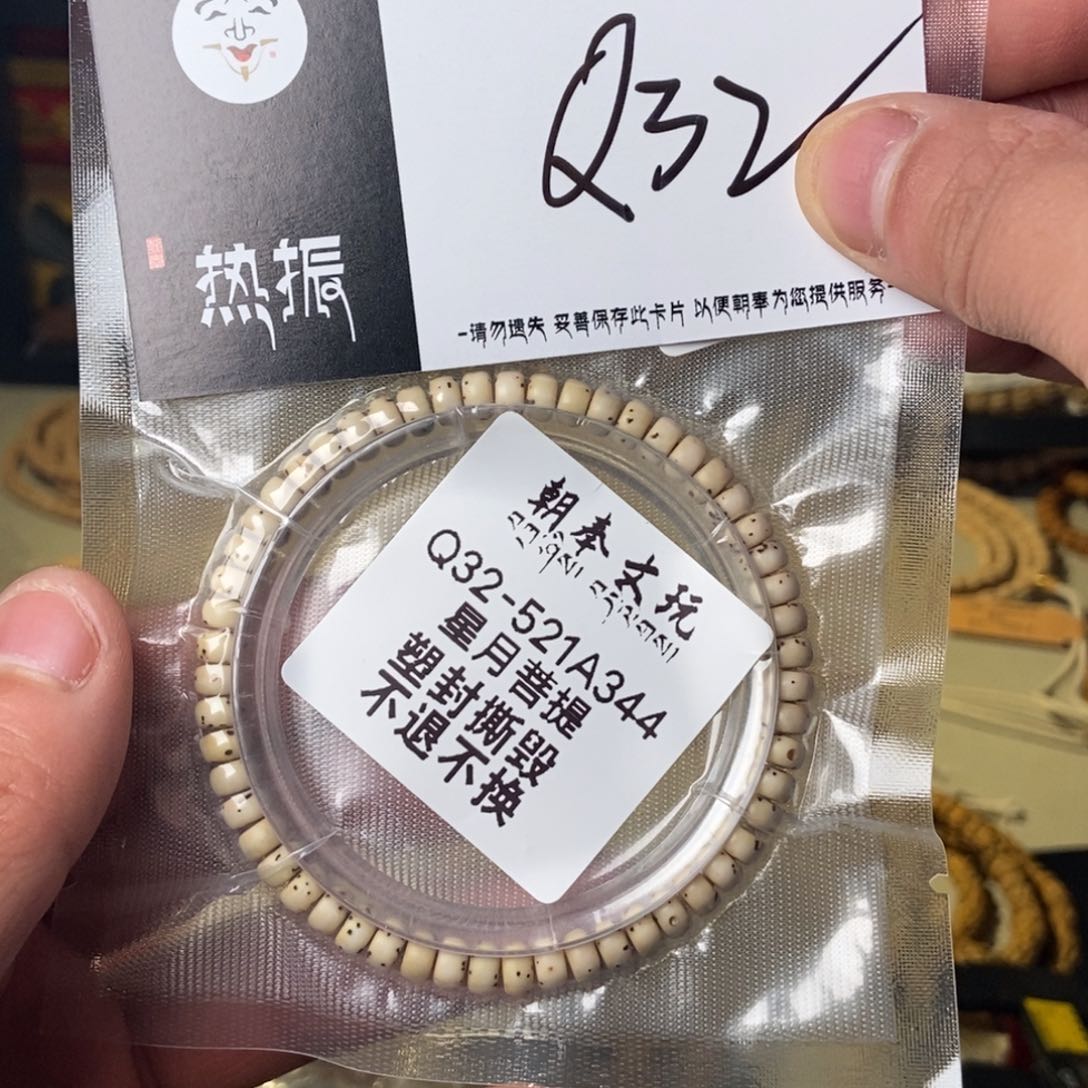 Q32
热振
-请勿遗失 妥善保存此卡片 以便朝奉为您提供服务-
朝奉文玩
Q32-521A344
星月菩提
塑封撕毁
不退不换